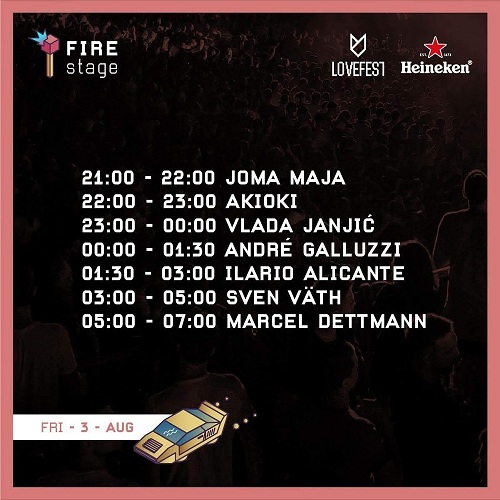 FIRE
stage
LOVEFEST
Heineken®
21:00 - 22:00 JOMA MAJA
22:00 - 23:00 AKIOKI
23:00 - 00:00 VLADA JANJIĆ
00:00 - 01:30 ANDRÉ GALLUZZI
01:30 - 03:00 ILARIO ALICANTE
03:00 - 05:00 SVEN VÄTH
05:00 - 07:00 MARCEL DETTMANN
FRI - 3 - AUG